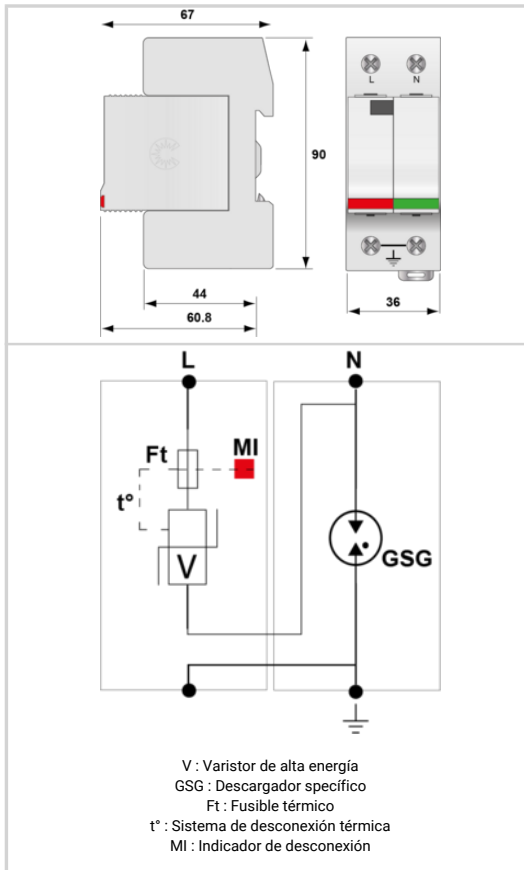 67
L N
90
44
60.8
36
L N
Ft MI
t°
V
GSG
V : Varistor de alta energía
GSG : Descargador específico
Ft : Fusible térmico
t° : Sistema de desconexión térmica
MI : Indicador de desconexión